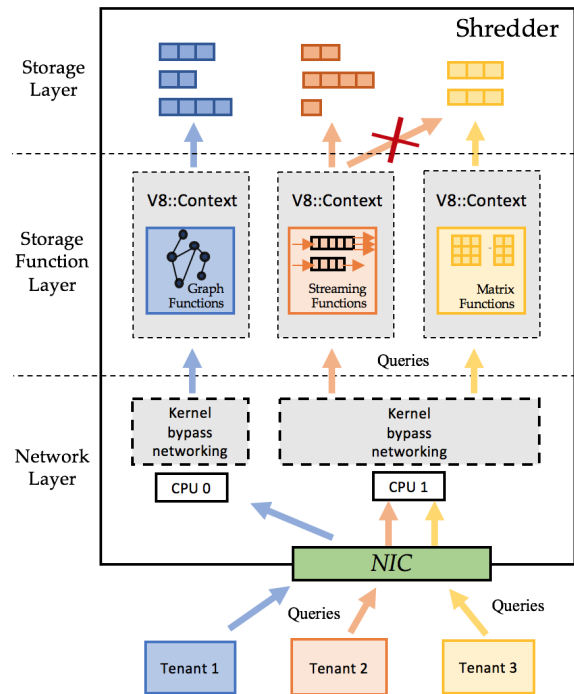 Shredder
Storage
Layer
V8::Context
V8::Context
V8::Context
Storage
Function
Layer
Graph
Functions
Streaming
Functions
Matrix
Functions
Queries
Network
Layer
Kernel
bypass
networking
Kernel
bypass
networking
CPU 0
CPU 1
NIC
Queries
Queries
Tenant 1
Tenant 2
Tenant 3